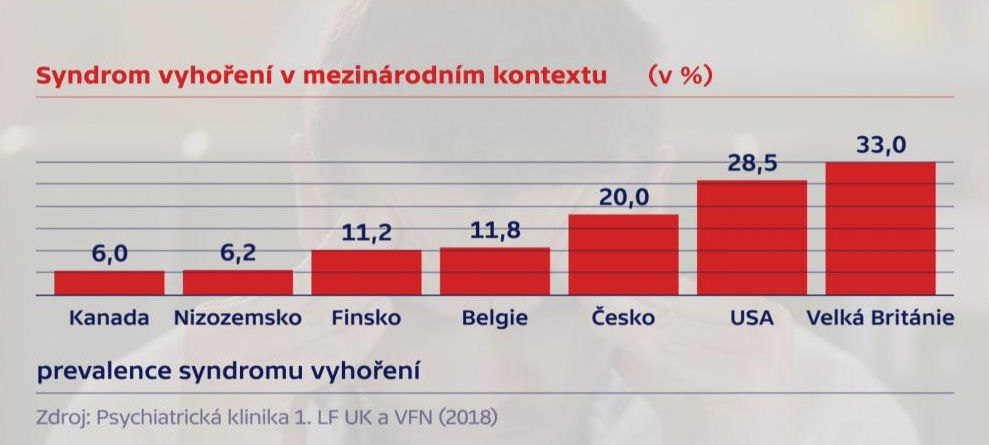 Syndrom vyhoření v mezinárodním kontextu (v %)
33,0
28,5
20,0
11,8
11,2
6,2
6,0
Kanada Nizozemsko Finsko Belgie Česko USA Velká Británie
prevalence syndromu vyhoření
Zdroj: Psychiatrická klinika 1. LF UK a VFN (2018)